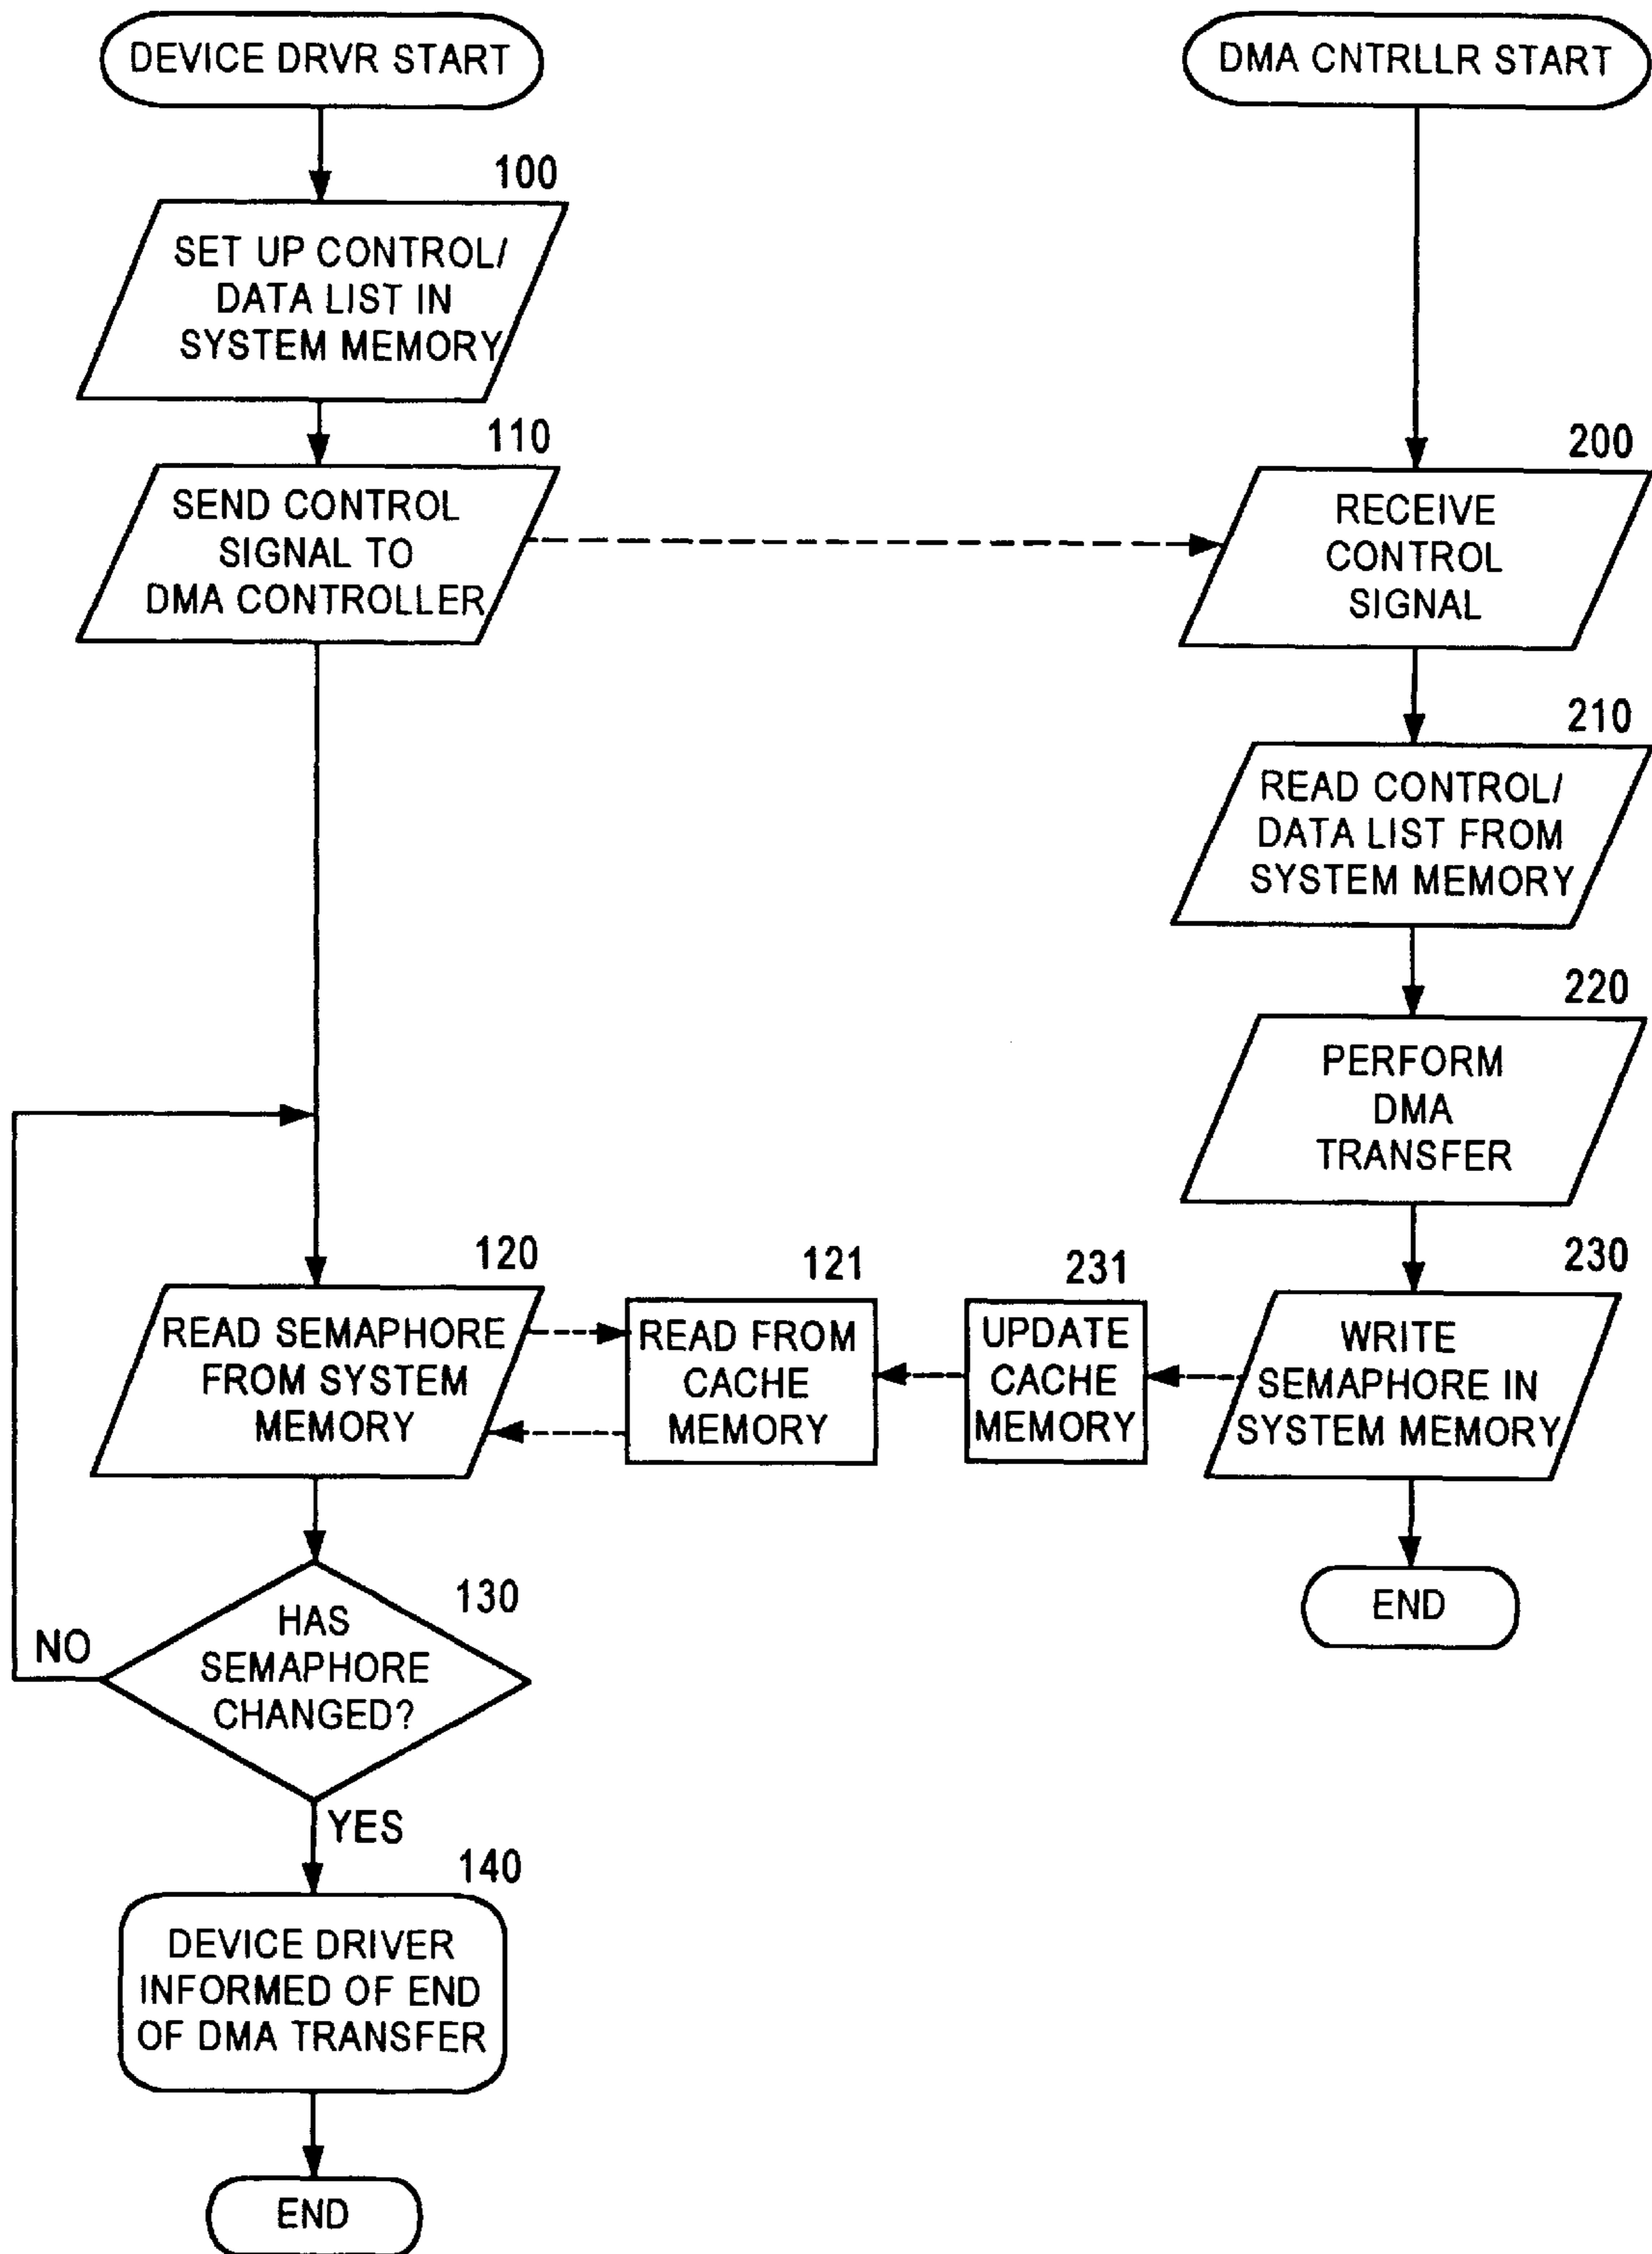 DEVICE DRVR START
100
SET UP CONTROL/
DATA LIST IN
SYSTEM MEMORY
110
SEND CONTROL
SIGNAL TO
DMA CONTROLLER
120
READ SEMAPHORE
FROM SYSTEM
MEMORY
121
READ FROM
CACHE
MEMORY
130
HAS
SEMAPHORE
CHANGED?
NO
YES
140
DEVICE DRIVER
INFORMED OF END
OF DMA TRANSFER
END
DMA CNTRLLR START
200
RECEIVE
CONTROL
SIGNAL
210
READ CONTROL/
DATA LIST FROM
SYSTEM MEMORY
220
PERFORM
DMA
TRANSFER
230
WRITE
SEMAPHORE IN
SYSTEM MEMORY
231
UPDATE
CACHE
MEMORY
END